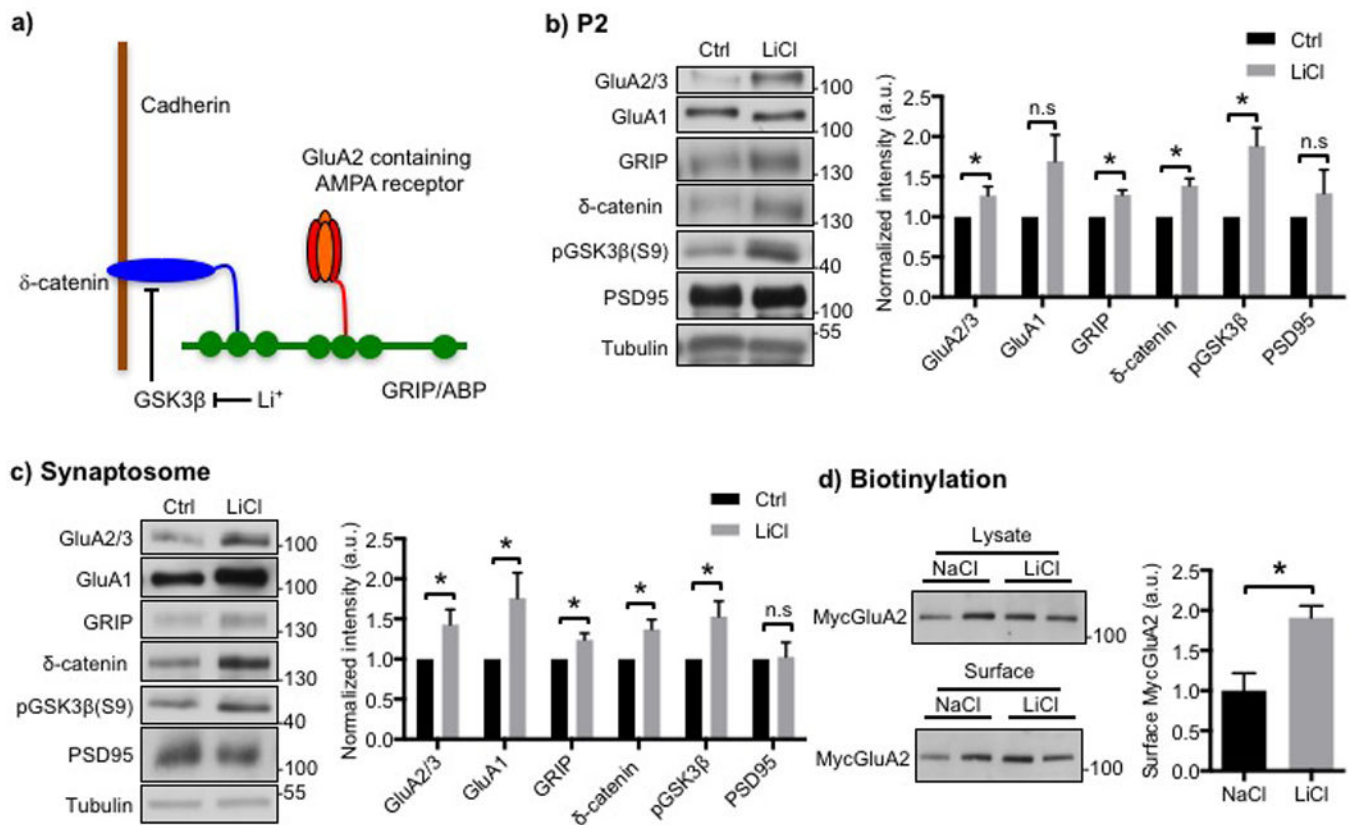 a)
Cadherin
GluA2 containing
AMPA receptor
δ-catenin
GRIP/ABP
GSK3β
Li⁺
b) P2
Ctrl LiCl
GluA2/3
100
GluA1
100
GRIP
130
δ-catenin
130
pGSK3β(S9)
40
PSD95
100
Tubulin
55
Ctrl
LiCl
Normalized intensity (a.u.)
2.5
2.0
1.5
1.0
0.5
0.0
*
n.s
*
*
*
n.s
GluA2/3
GluA1
GRIP
δ-catenin
pGSK3β
PSD95
c) Synaptosome
Ctrl LiCl
GluA2/3
100
GluA1
100
GRIP
130
δ-catenin
130
pGSK3β(S9)
40
PSD95
100
Tubulin
55
Ctrl
LiCl
Normalized intensity (a.u.)
2.5
2.0
1.5
1.0
0.5
0.0
*
*
*
*
*
n.s
GluA2/3
GluA1
GRIP
δ-catenin
pGSK3β
PSD95
d) Biotinylation
Lysate
NaCl LiCl
MycGluA2
100
Surface
NaCl LiCl
MycGluA2
100
Surface MycGluA2 (a.u.)
2.5
2.0
1.5
1.0
0.5
0.0
*
NaCl LiCl